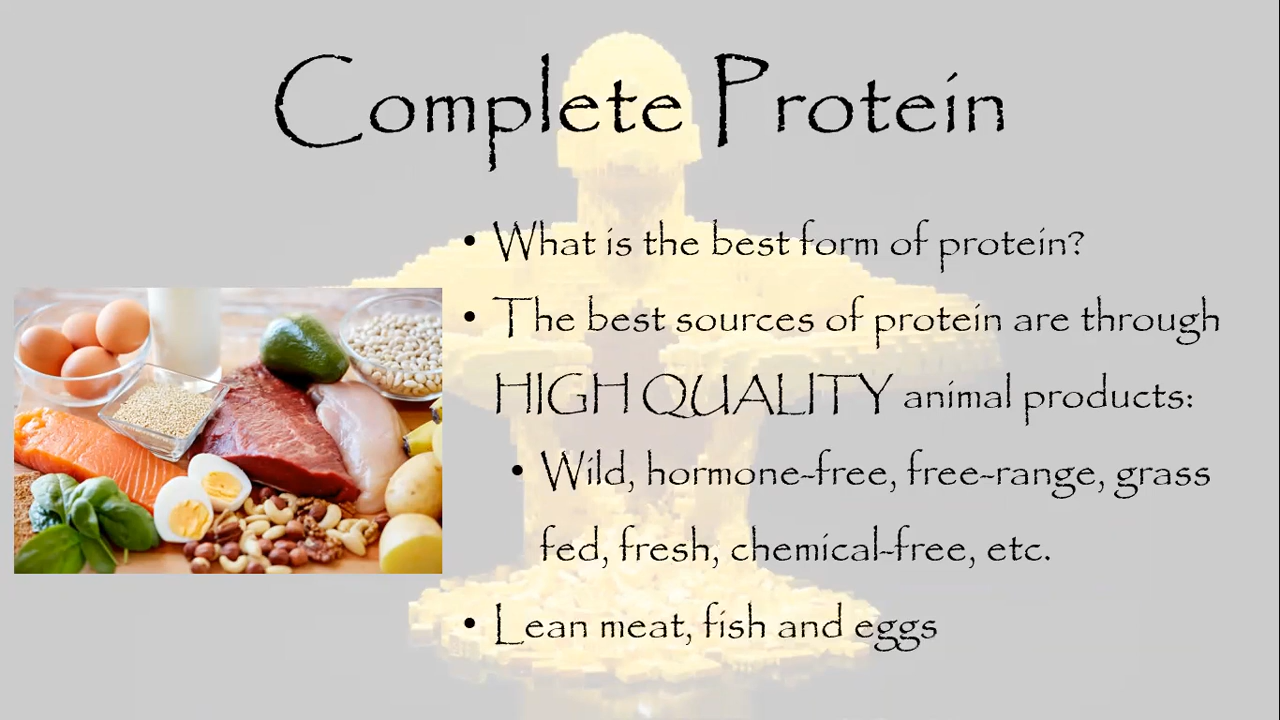 Complete Protein
• What is the best form of protein?
• The best sources of protein are through
HIGH QUALITY animal products:
• Wild, hormone-free, free-range, grass
fed, fresh, chemical-free, etc.
• Lean meat, fish and eggs